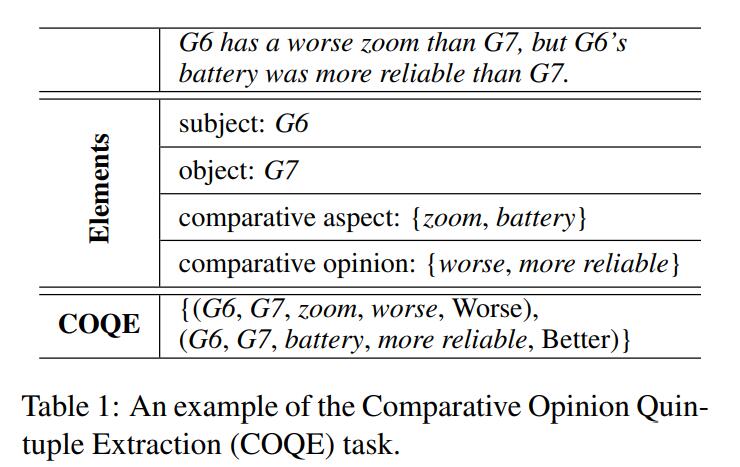 G6 has a worse zoom than G7, but G6's
battery was more reliable than G7.
Elements
subject: G6
object: G7
comparative aspect: {zoom, battery}
comparative opinion: {worse, more reliable}
COQE
{(G6, G7, zoom, worse, Worse),
(G6, G7, battery, more reliable, Better)}
Table 1: An example of the Comparative Opinion Quin-
tuple Extraction (COQE) task.